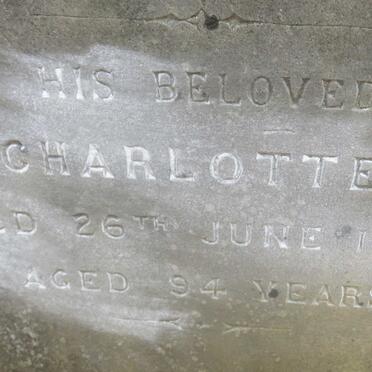 HIS BELOVED
CHARLOTTE
26TH JUNE
AGED 94 YEARS